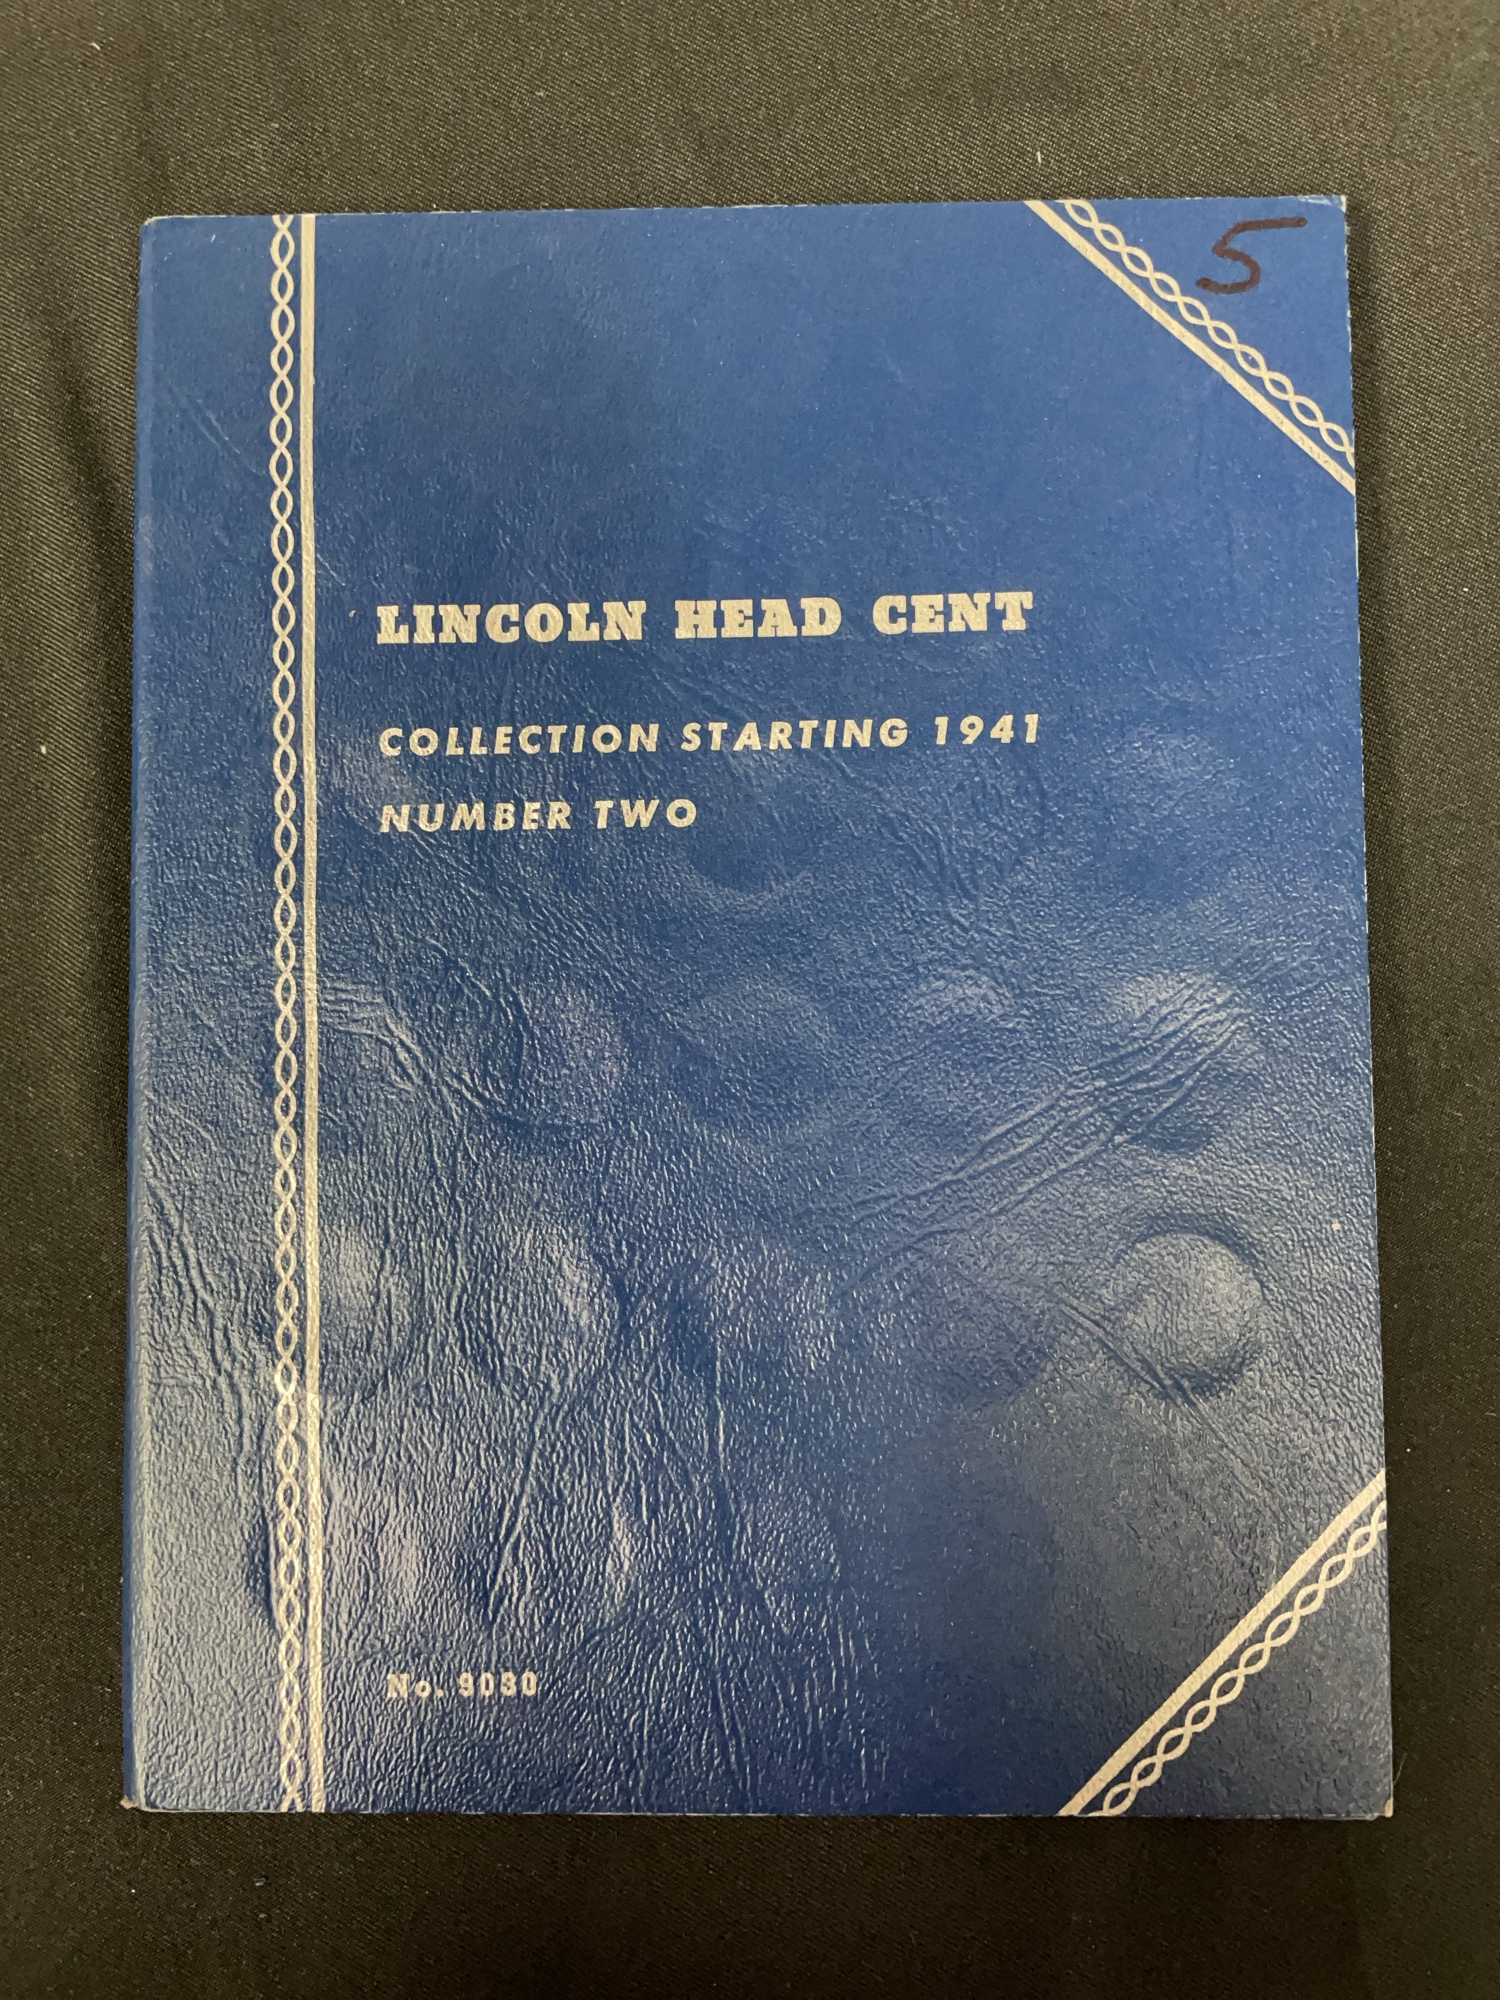 5
LINCOLN HEAD CENT
COLLECTION STARTING 1941
NUMBER TWO
No. 9030